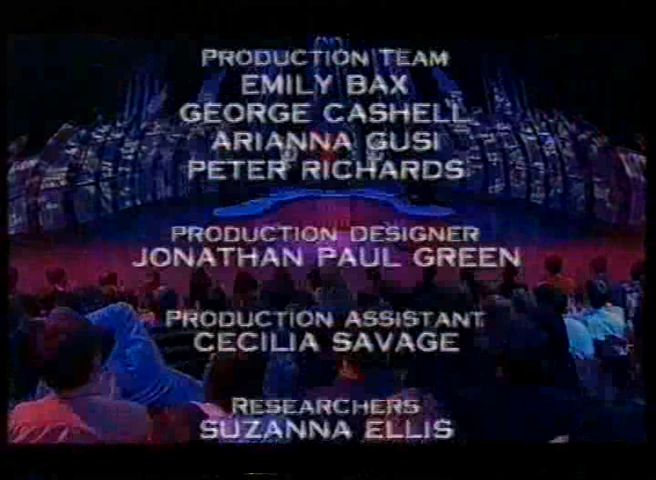 PRODUCTION TEAM
EMILY BAX
GEORGE CASHELL
ARIANNA GUSI
PETER RICHARDS
PRODUCTION DESIGNER
JONATHAN PAUL GREEN
PRODUCTION ASSISTANT
CECILIA SAVAGE
RESEARCHERS
SUZANNA ELLIS